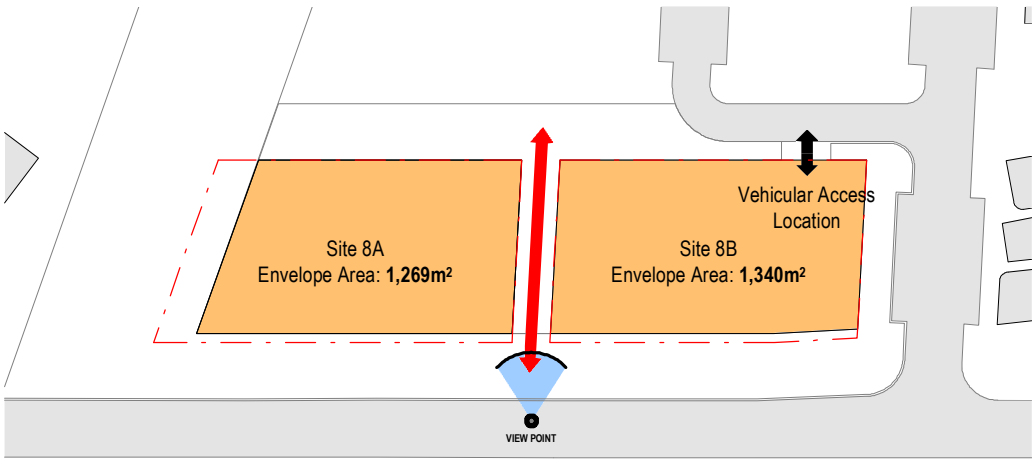 Vehicular Access
Location
Site 8A
Envelope Area: 1,269m²
Site 8B
Envelope Area: 1,340m²
VIEW POINT